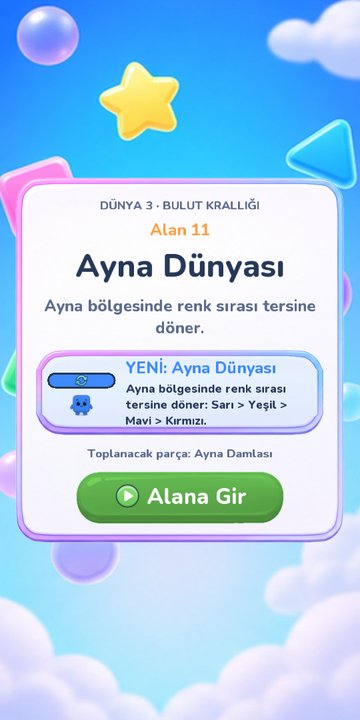 DÜNYA 3 · BULUT KRALLIĞI
Alan 11
Ayna Dünyası
Ayna bölgesinde renk sırası tersine
döner.
YENİ: Ayna Dünyası
Ayna bölgesinde renk sırası
tersine döner: Sarı > Yeşil >
Mavi > Kırmızı.
Toplanacak parça: Ayna Damlası
Alana Gir